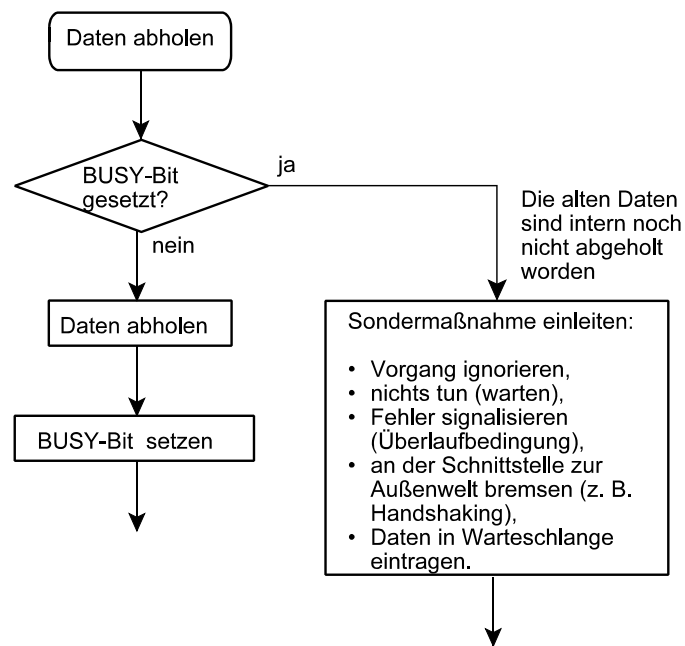 Daten abholen
BUSY-Bit
gesetzt?
ja
nein
Die alten Daten
sind intern noch
nicht abgeholt
worden
Daten abholen
BUSY-Bit setzen
Sondermaßnahme einleiten:
• Vorgang ignorieren,
• nichts tun (warten),
• Fehler signalisieren
(Überlaufbedingung),
• an der Schnittstelle zur
Außenwelt bremsen (z. B.
Handshaking),
• Daten in Warteschlange
eintragen.